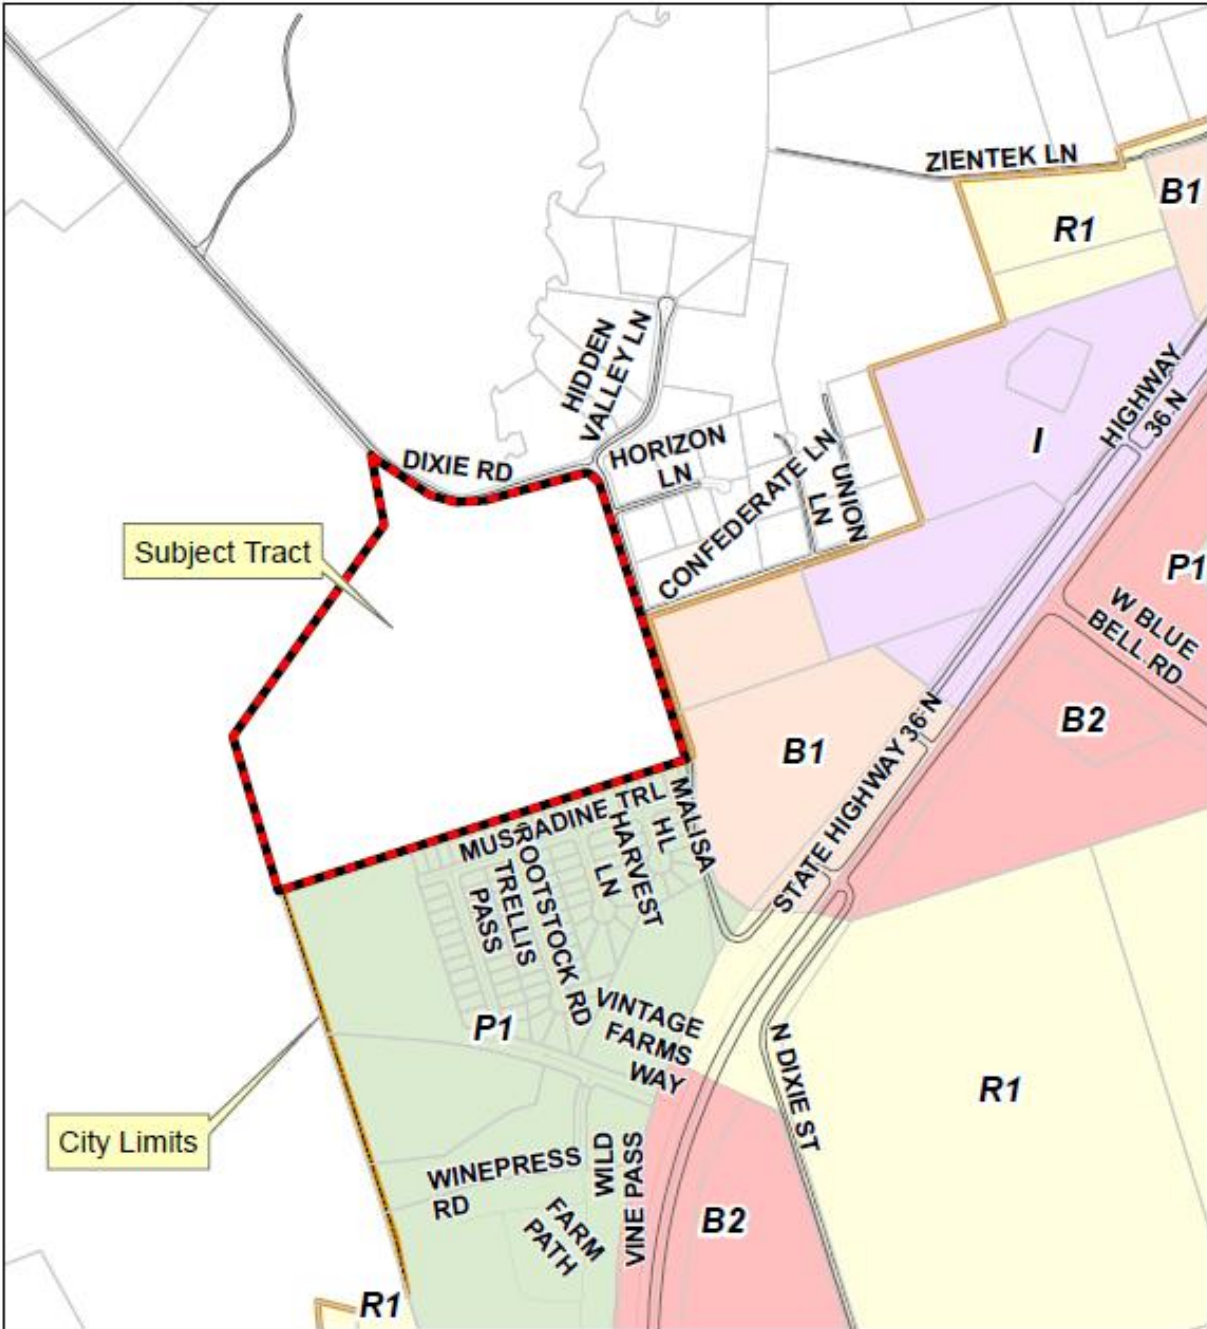 ZIENTEK LN
B1
R1
HIDDEN
VALLEY LN
HIGHWAY
36 N
I
DIXIE RD
HORIZON
LN
CONFEDERATE LN
UNION
LN
Subject Tract
P1
W BLUE
BELL RD
B2
B1
STATE HIGHWAY 36 N
MUSCADINE TRL
MALISA
HL
HARVEST
LN
ROOTSTOCK RD
TRELLIS
PASS
VINTAGE
FARMS
WAY
P1
N DIXIE ST
R1
City Limits
WINEPRESS
RD
WILD
VINE PASS
FARM
PATH
B2
R1